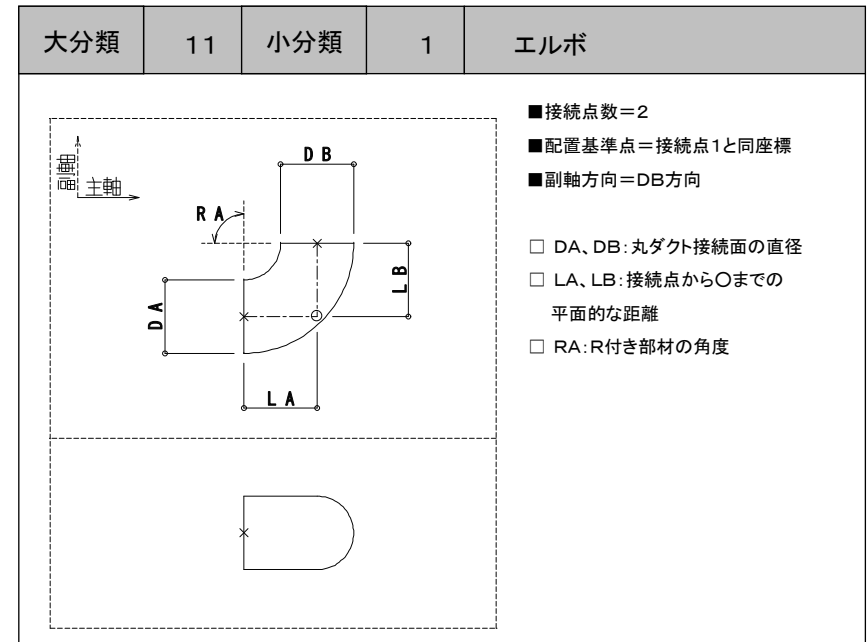 大分類 11 小分類 1 エルボ
■接続点数=2
■配置基準点=接続点1と同座標
■副軸方向=DB方向
□ DA、DB:丸ダクト接続面の直径
□ LA、LB:接続点から○までの
平面的な距離
□ RA:R付き部材の角度
副軸
主軸
DB
RA
LB
DA
LA